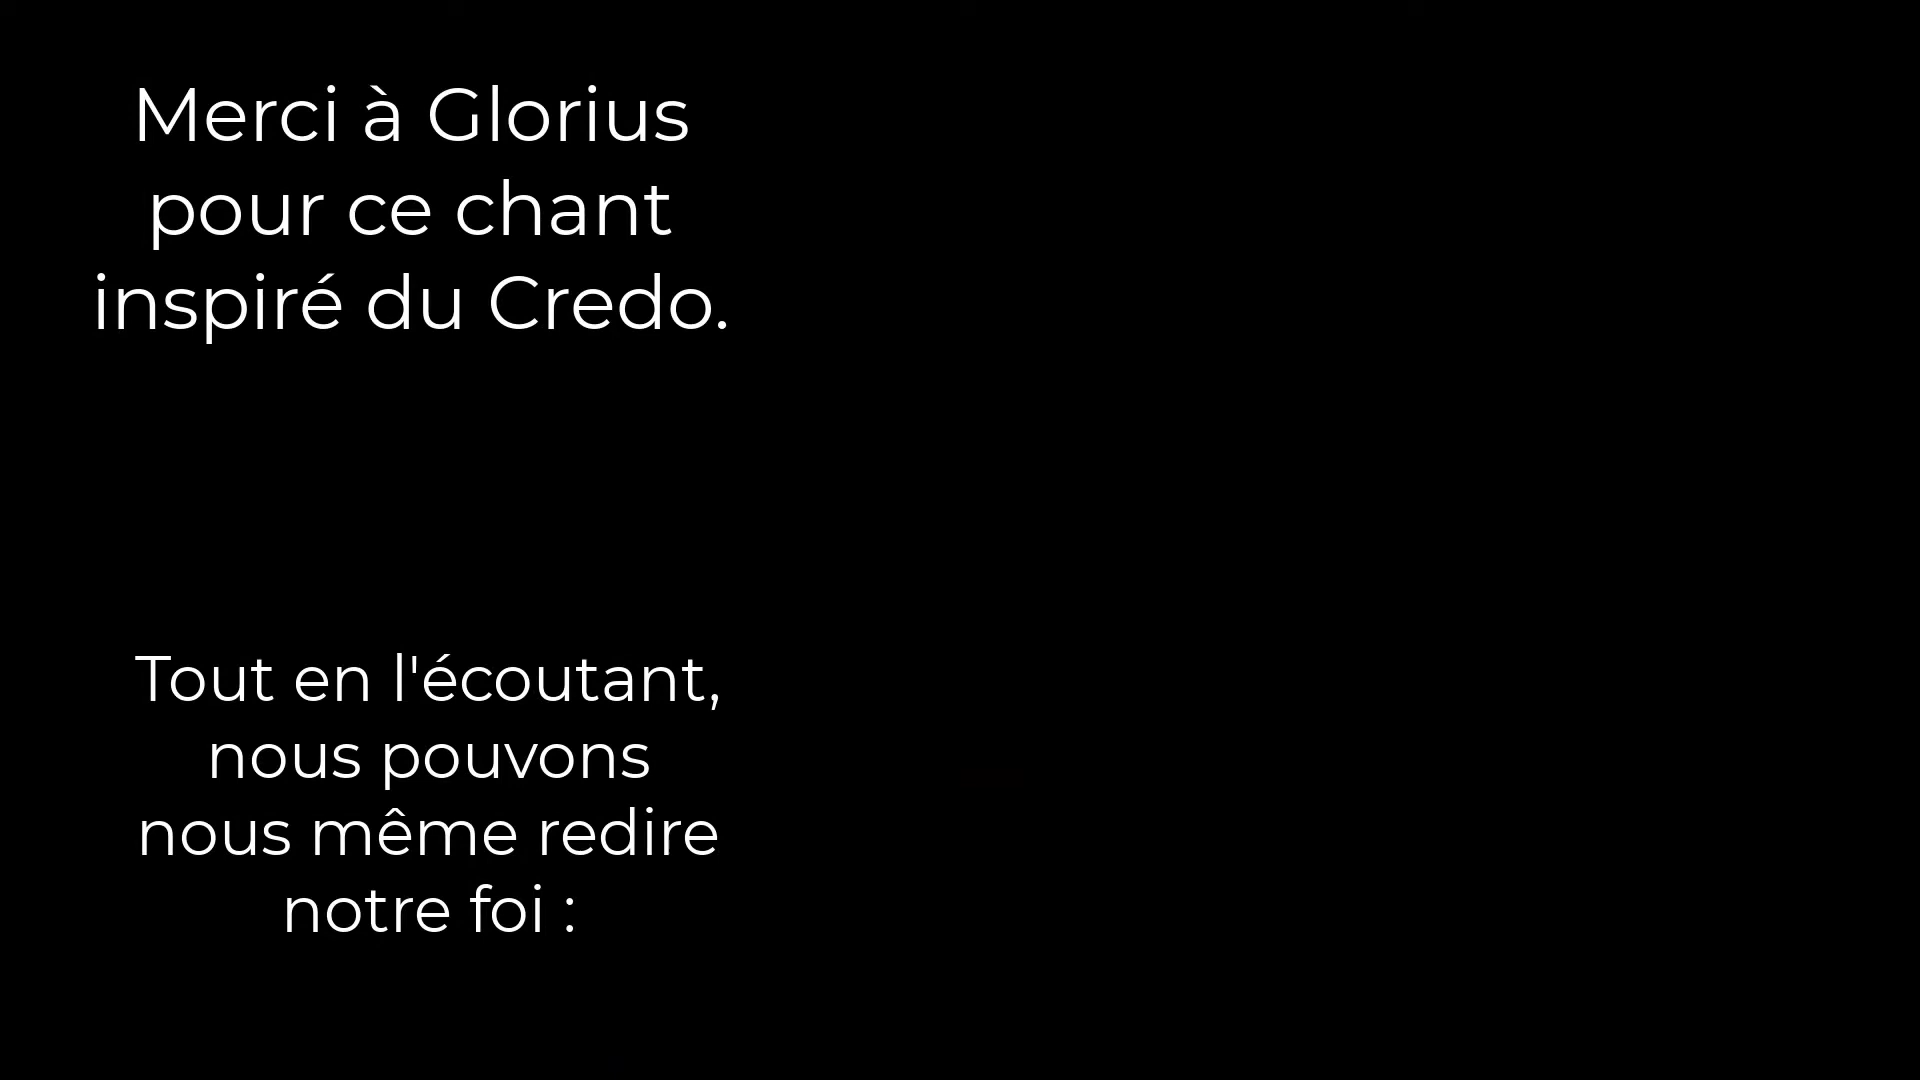 Merci à Glorius
pour ce chant
inspiré du Credo.
Tout en l'écoutant,
nous pouvons
nous même redire
notre foi :